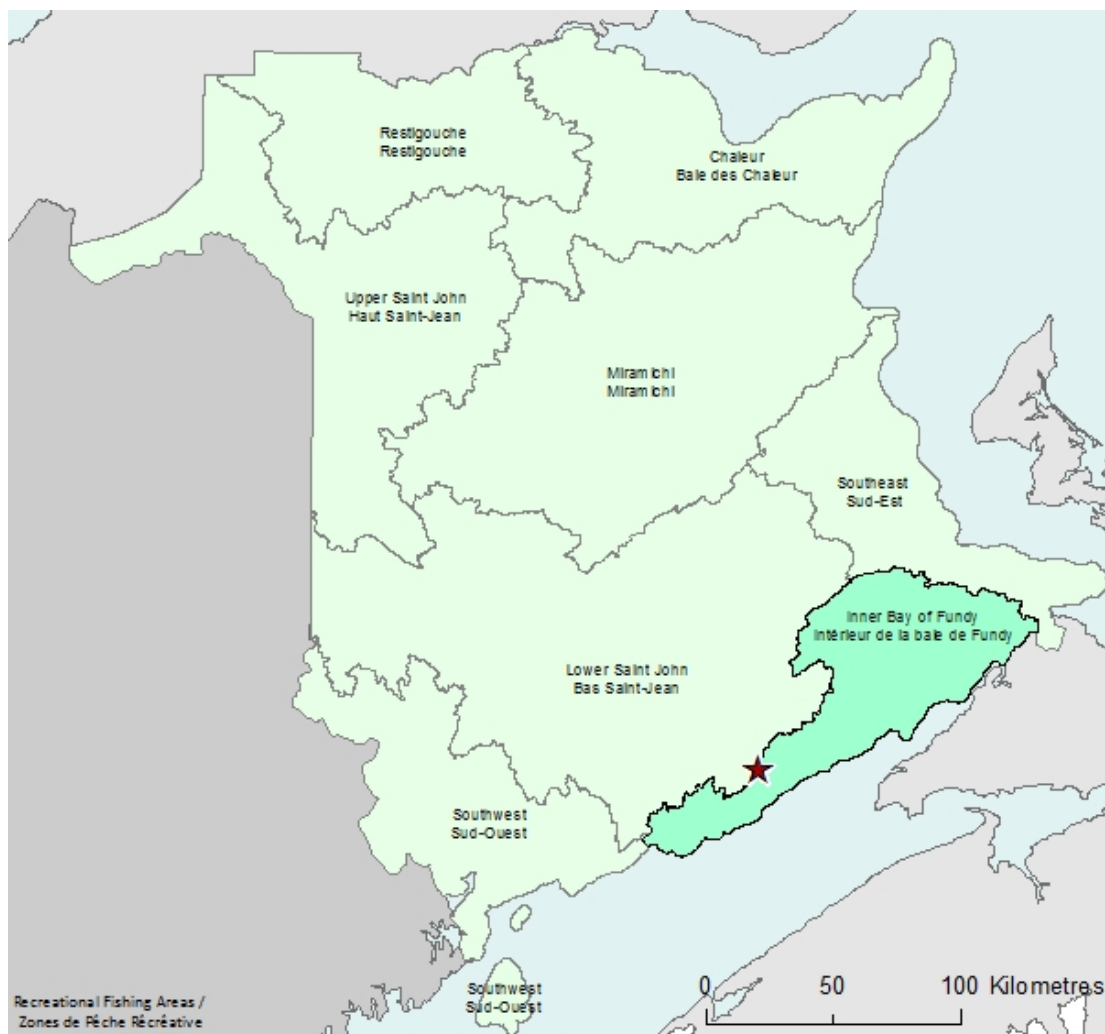 Restigouche
Restigouche
Chaleur
Baie des Chaleur
Upper Saint John
Haut Saint-Jean
Miramichi
Miramichi
Southeast
Sud-Est
Inner Bay of Fundy
Intérieur de la baie de Fundy
Lower Saint John
Bas Saint-Jean
Southwest
Sud-Ouest
Southwest
Sud-Ouest
0 50 100 Kilometres
Recreational Fishing Areas /
Zones de Pêche Récréative